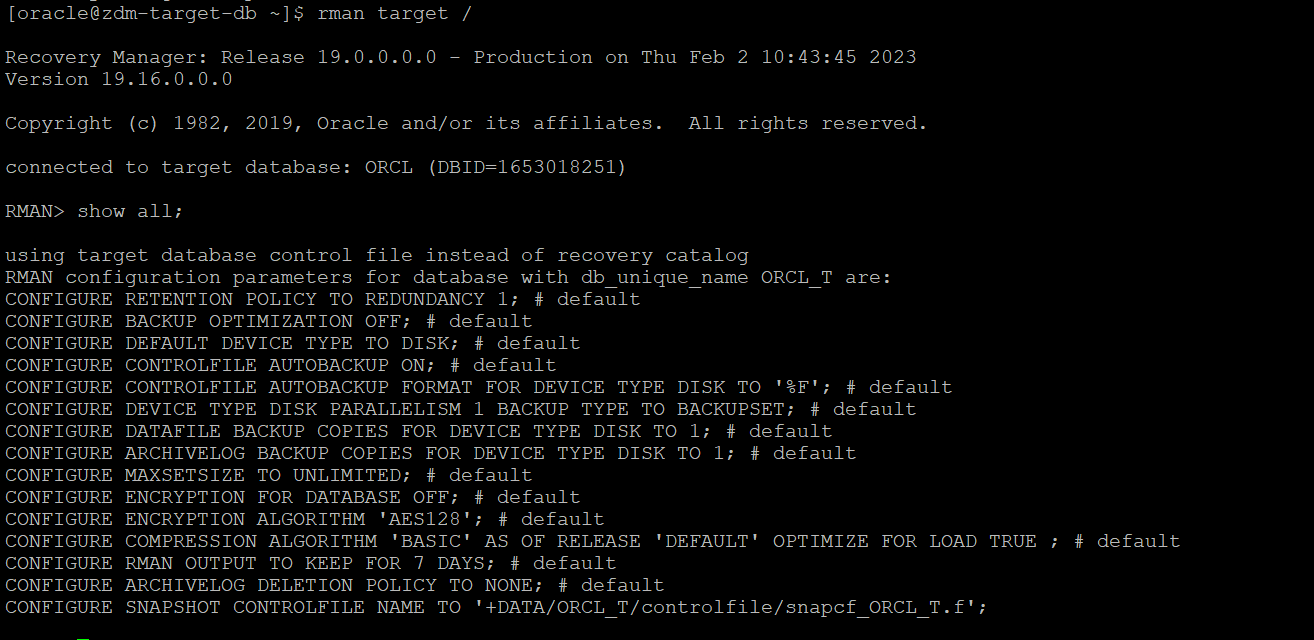 [oracle@zdm-target-db ~]$ rman target /
Recovery Manager: Release 19.0.0.0.0 - Production on Thu Feb 2 10:43:45 2023
Version 19.16.0.0.0
Copyright (c) 1982, 2019, Oracle and/or its affiliates.  All rights reserved.
connected to target database: ORCL (DBID=1653018251)
RMAN> show all;
using target database control file instead of recovery catalog
RMAN configuration parameters for database with db_unique_name ORCL_T are:
CONFIGURE RETENTION POLICY TO REDUNDANCY 1; # default
CONFIGURE BACKUP OPTIMIZATION OFF; # default
CONFIGURE DEFAULT DEVICE TYPE TO DISK; # default
CONFIGURE CONTROLFILE AUTOBACKUP ON; # default
CONFIGURE CONTROLFILE AUTOBACKUP FORMAT FOR DEVICE TYPE DISK TO '%F'; # default
CONFIGURE DEVICE TYPE DISK PARALLELISM 1 BACKUP TYPE TO BACKUPSET; # default
CONFIGURE DATAFILE BACKUP COPIES FOR DEVICE TYPE DISK TO 1; # default
CONFIGURE ARCHIVELOG BACKUP COPIES FOR DEVICE TYPE DISK TO 1; # default
CONFIGURE MAXSETSIZE TO UNLIMITED; # default
CONFIGURE ENCRYPTION FOR DATABASE OFF; # default
CONFIGURE ENCRYPTION ALGORITHM 'AES128'; # default
CONFIGURE COMPRESSION ALGORITHM 'BASIC' AS OF RELEASE 'DEFAULT' OPTIMIZE FOR LOAD TRUE ; # default
CONFIGURE RMAN OUTPUT TO KEEP FOR 7 DAYS; # default
CONFIGURE ARCHIVELOG DELETION POLICY TO NONE; # default
CONFIGURE SNAPSHOT CONTROLFILE NAME TO '+DATA/ORCL_T/controlfile/snapcf_ORCL_T.f';